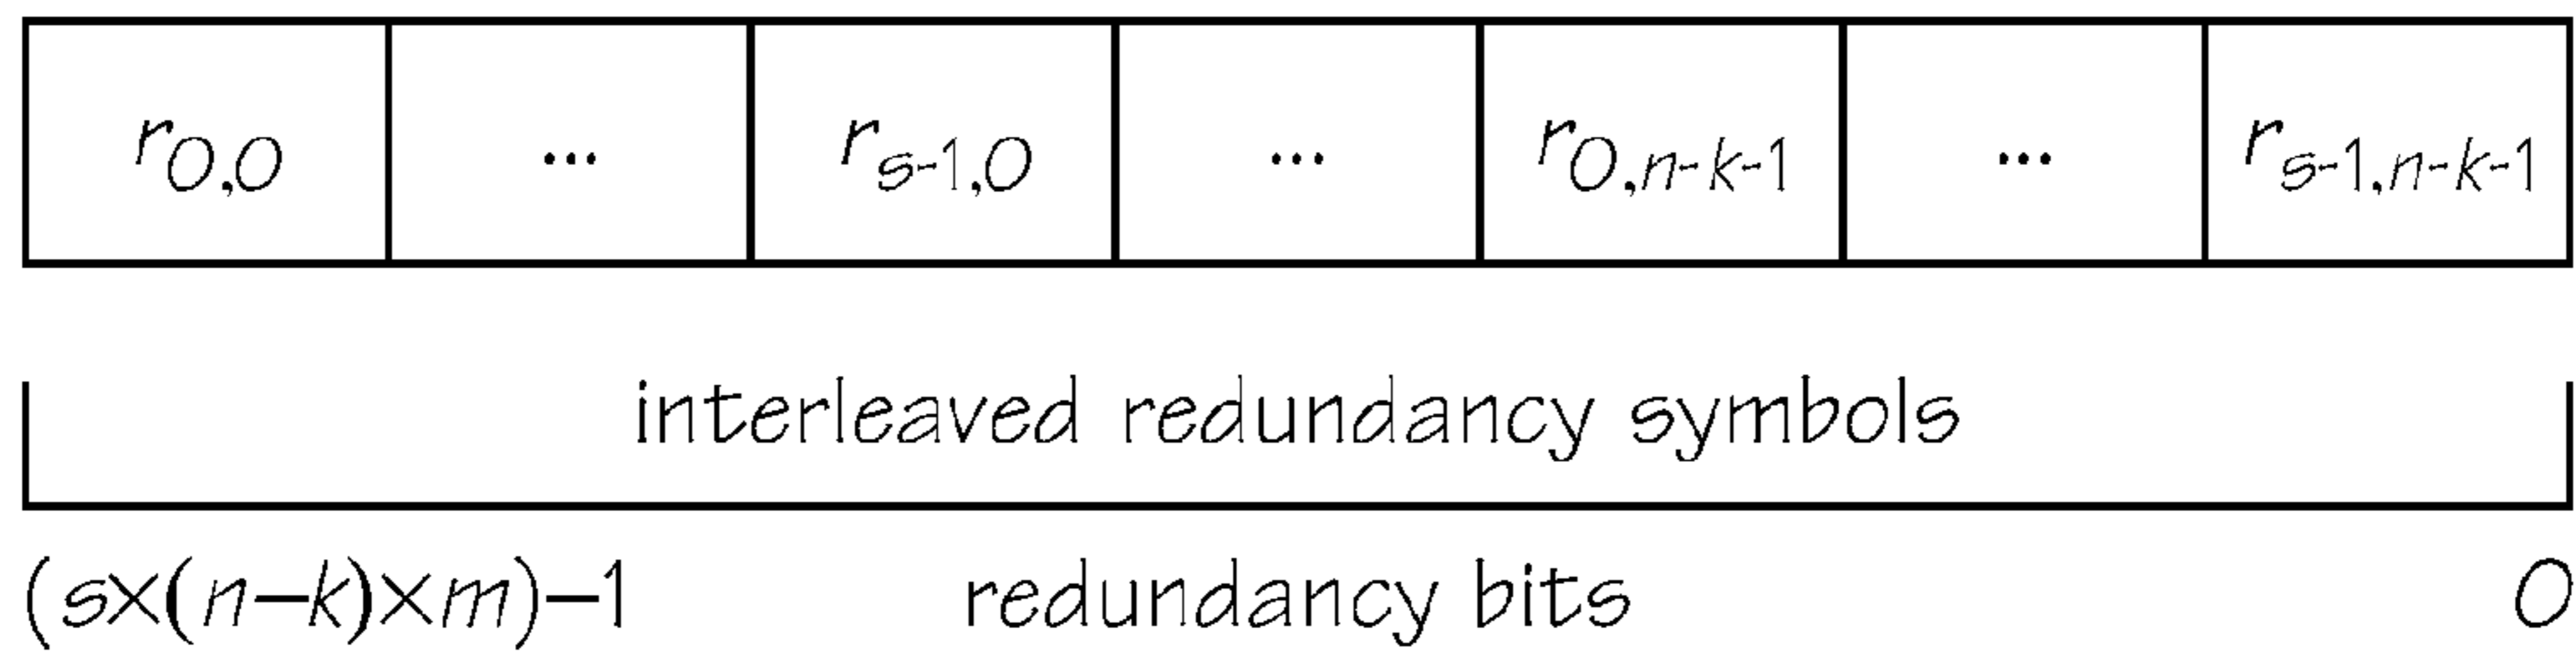 r0,0 ... rs-1,0 ... r0,n-k-1 ... rs-1,n-k-1
interleaved redundancy symbols
(s×(n−k)×m)−1 redundancy bits 0